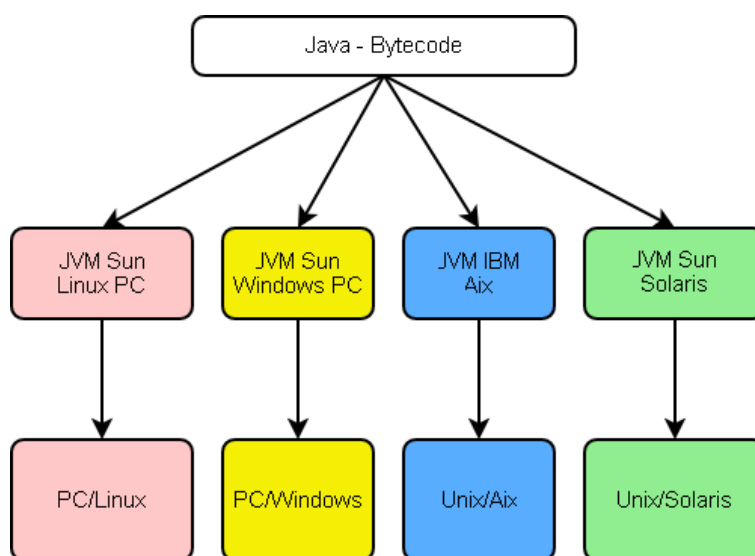 Java - Bytecode
JVM Sun
Linux PC
JVM Sun
Windows PC
JVM IBM
Aix
JVM Sun
Solaris
PC/Linux
PC/Windows
Unix/Aix
Unix/Solaris